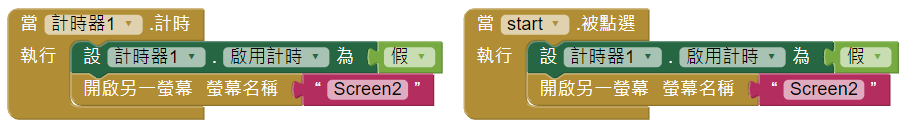 當 計時器1 .計時
執行 設 計時器1 . 啟用計時 為 假
開啟另一螢幕 螢幕名稱 “ Screen2 ”
當 start .被點選
執行 設 計時器1 . 啟用計時 為 假
開啟另一螢幕 螢幕名稱 “ Screen2 ”